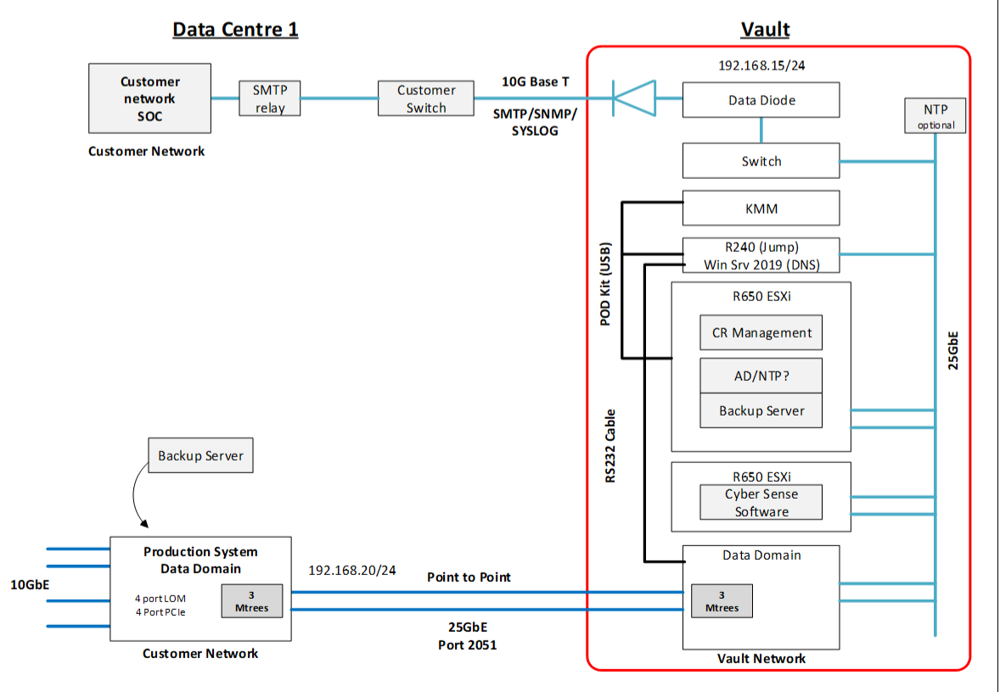 Data Centre 1
Vault
Customer
network
SOC
Customer Network
SMTP
relay
Customer
Switch
10G Base T
SMTP/SNMP/
SYSLOG
192.168.15/24
Data Diode
NTP
optional
Switch
KMM
R240 (Jump)
Win Srv 2019 (DNS)
POD Kit (USB)
R650 ESXi
CR Management
AD/NTP?
Backup Server
25GbE
RS232 Cable
R650 ESXi
Cyber Sense
Software
Backup Server
Production System
Data Domain
4 port LOM
4 Port PCIe
3
Mtrees
10GbE
Customer Network
192.168.20/24
Point to Point
25GbE
Port 2051
Data Domain
3
Mtrees
Vault Network